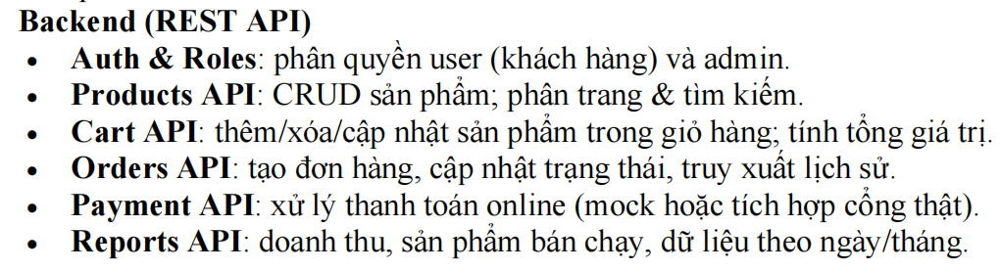 Backend (REST API)
• Auth & Roles: phân quyền user (khách hàng) và admin.
• Products API: CRUD sản phẩm; phân trang & tìm kiếm.
• Cart API: thêm/xóa/cập nhật sản phẩm trong giỏ hàng; tính tổng giá trị.
• Orders API: tạo đơn hàng, cập nhật trạng thái, truy xuất lịch sử.
• Payment API: xử lý thanh toán online (mock hoặc tích hợp cổng thật).
• Reports API: doanh thu, sản phẩm bán chạy, dữ liệu theo ngày/tháng.